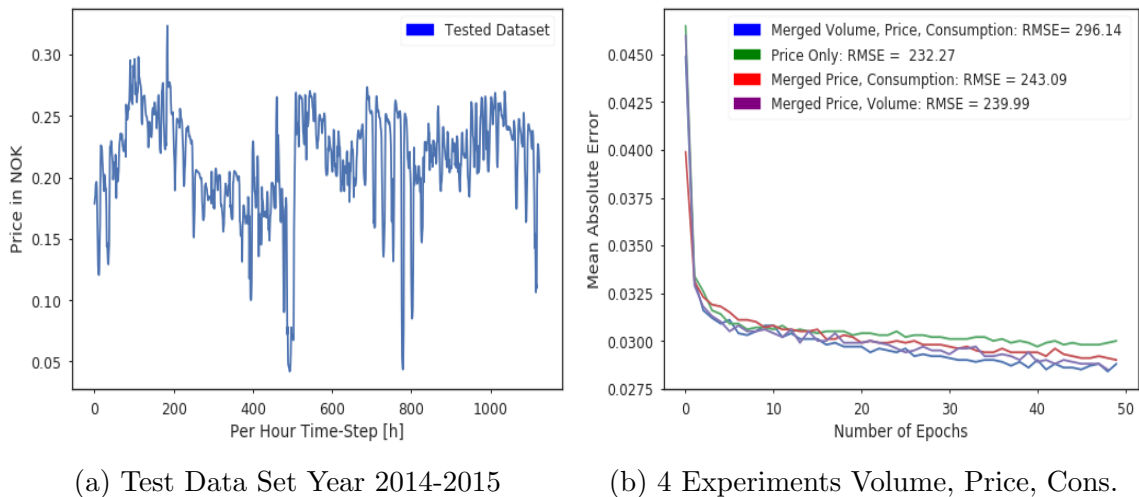 Tested Dataset
0.30
0.25
0.20
0.15
0.10
0.05
Price in NOK
0
200
400
600
800
1000
Per Hour Time-Step [h]
(a) Test Data Set Year 2014-2015
Merged Volume, Price, Consumption: RMSE= 296.14
Price Only: RMSE = 232.27
Merged Price, Consumption: RMSE = 243.09
Merged Price, Volume: RMSE = 239.99
0.0450
0.0425
0.0400
0.0375
0.0350
0.0325
0.0300
0.0275
Mean Absolute Error
0
10
20
30
40
50
Number of Epochs
(b) 4 Experiments Volume, Price, Cons.